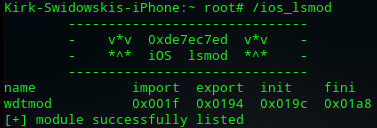 Kirk-Swidowskis-iPhone:~ root# /ios_lsmod
-----------------------------
-    v*v  0xde7ec7ed  v*v    -
-    *^*  iOS  lsmod  *^*    -
-----------------------------
name                import  export  init    fini
wdtmod              0x001f  0x0194  0x019c  0x01a8
[+] module successfully listed